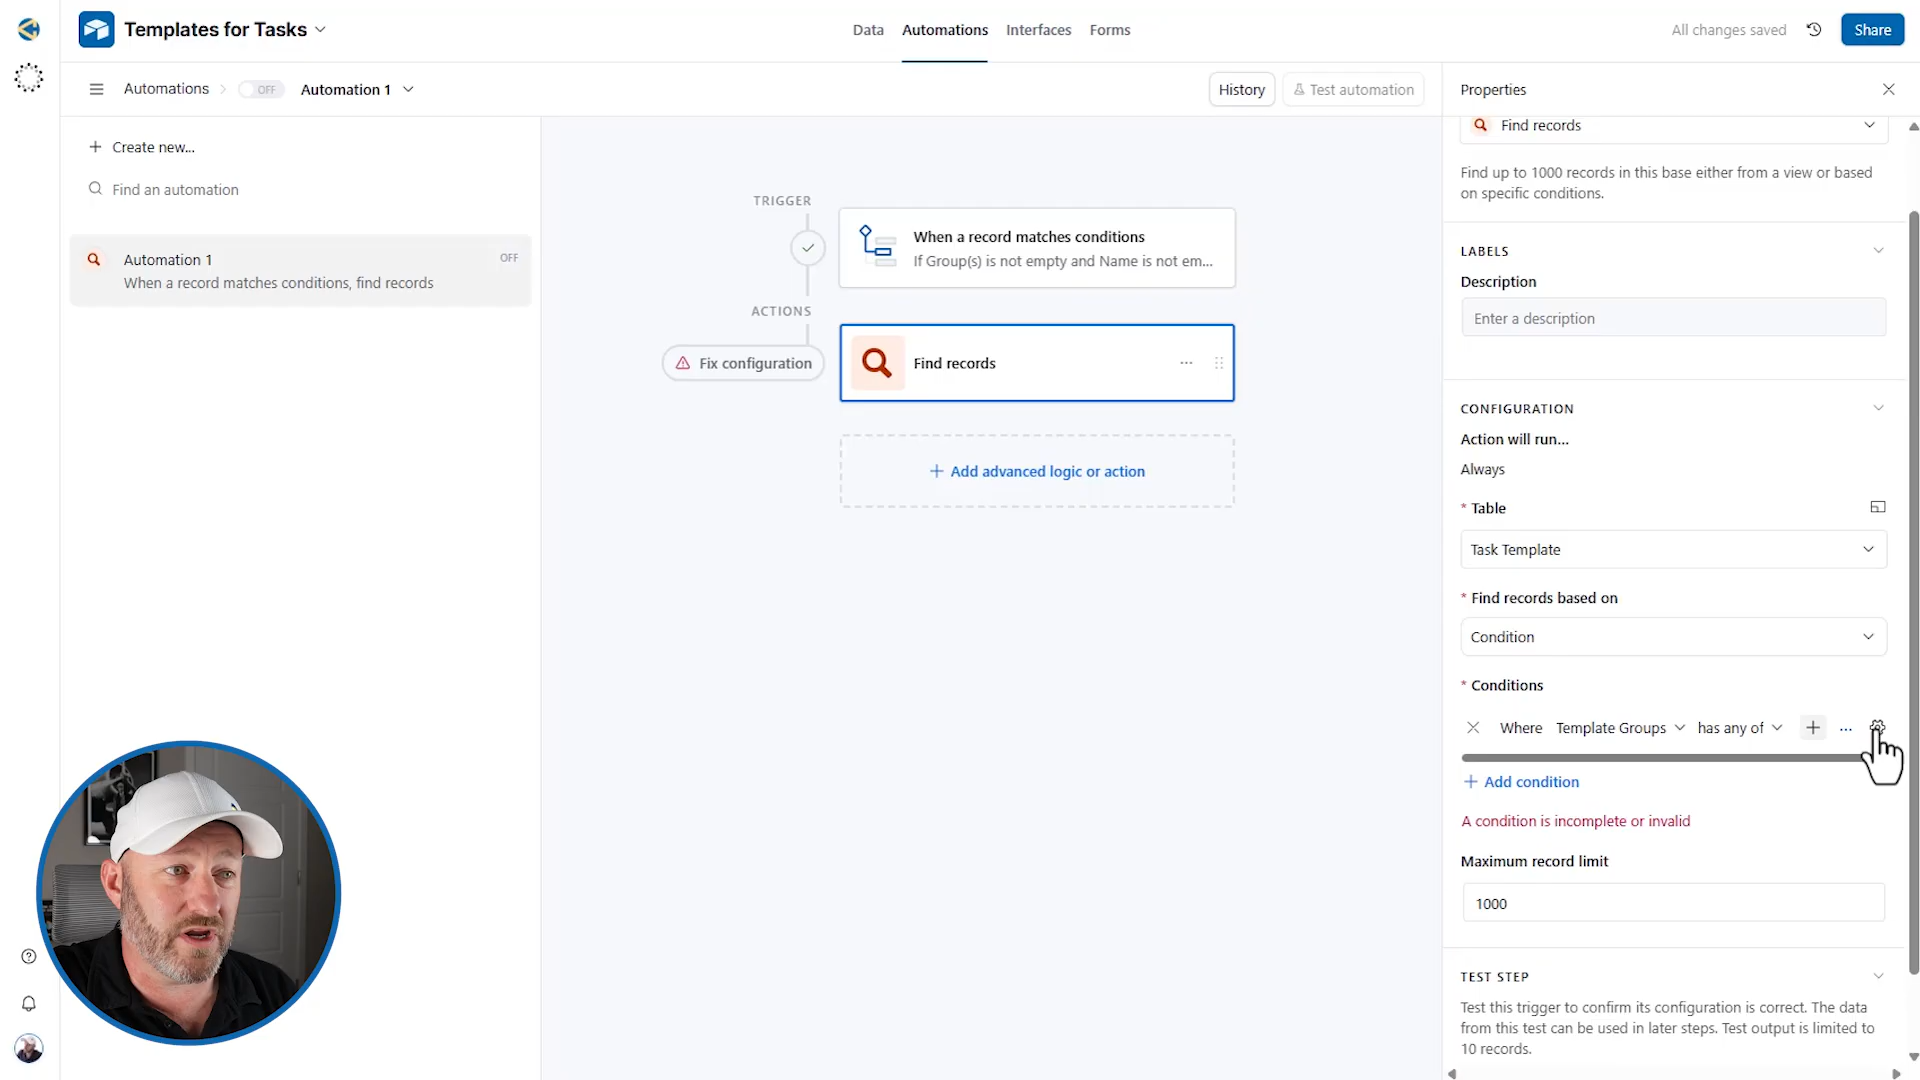 Templates for Tasks
Data
Automations
Interfaces
Forms
All changes saved
Share
Automations
OFF
Automation 1
History
Test automation
Properties
Create new...
Find an automation
Automation 1
OFF
When a record matches conditions, find records
TRIGGER
When a record matches conditions
If Group(s) is not empty and Name is not em...
ACTIONS
Fix configuration
Find records
Add advanced logic or action
Find records
Find up to 1000 records in this base either from a view or based
on specific conditions.
LABELS
Description
Enter a description
CONFIGURATION
Action will run...
Always
* Table
Task Template
* Find records based on
Condition
* Conditions
Where Template Groups has any of
Add condition
A condition is incomplete or invalid
Maximum record limit
1000
TEST STEP
Test this trigger to confirm its configuration is correct. The data
from this test can be used in later steps. Test output is limited to
10 records.